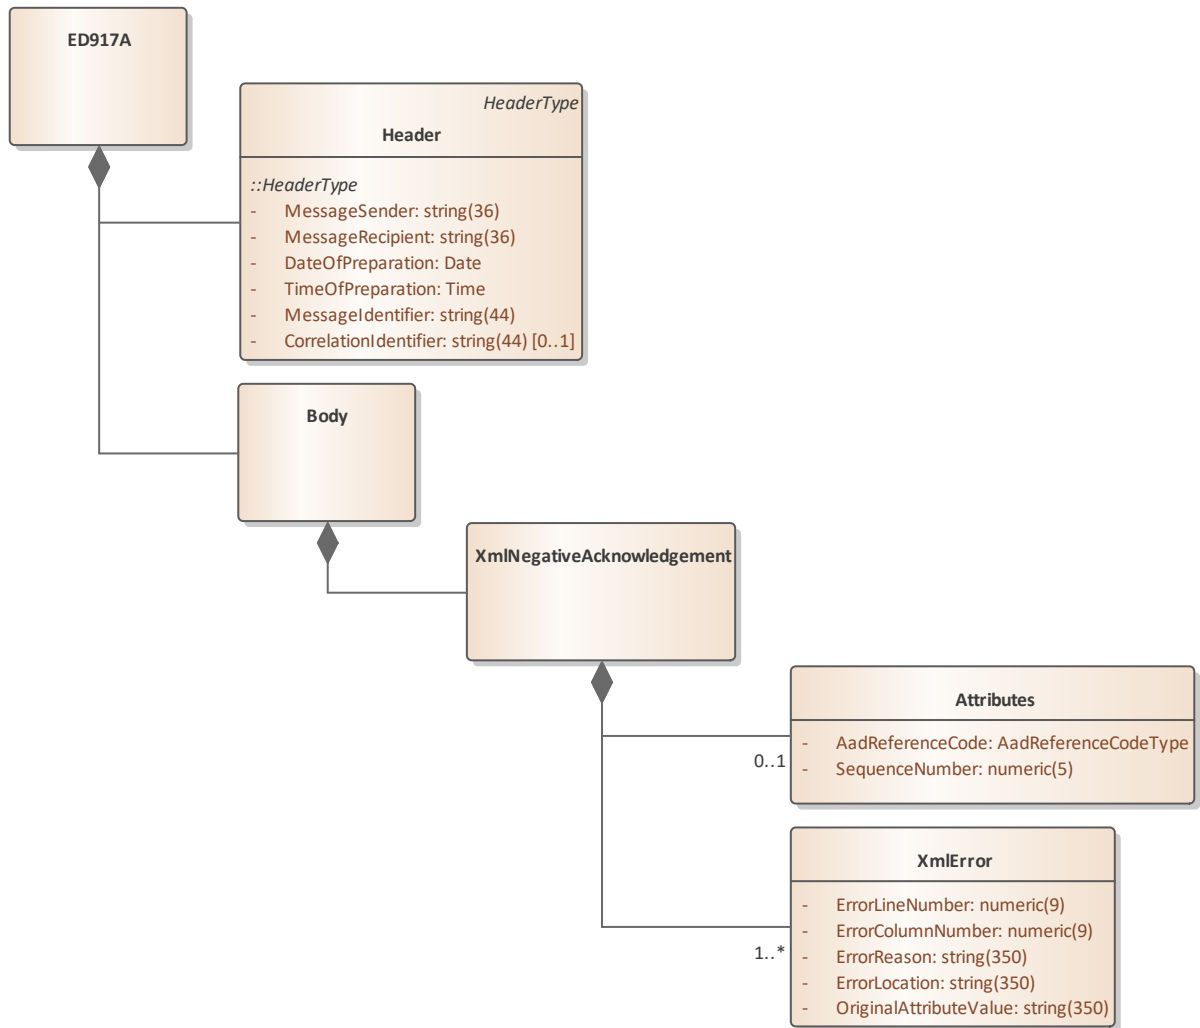 ED917A
HeaderType
Header
::HeaderType
- MessageSender: string(36)
- MessageRecipient: string(36)
- DateOfPreparation: Date
- TimeOfPreparation: Time
- MessageIdentifier: string(44)
- CorrelationIdentifier: string(44) [0..1]
Body
XmlNegativeAcknowledgement
Attributes
- AadReferenceCode: AadReferenceCodeType
- SequenceNumber: numeric(5)
0..1
XmlError
- ErrorLineNumber: numeric(9)
- ErrorColumnNumber: numeric(9)
- ErrorReason: string(350)
- ErrorLocation: string(350)
- OriginalAttributeValue: string(350)
1..*